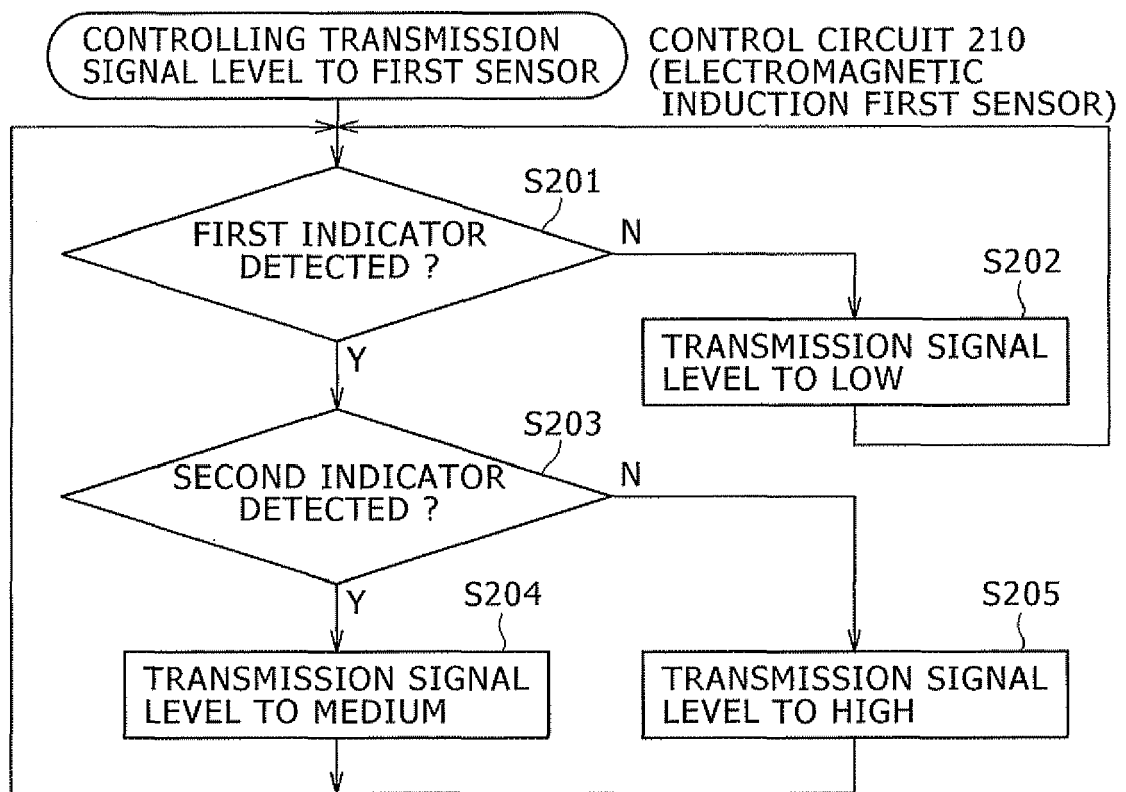 CONTROLLING TRANSMISSION
SIGNAL LEVEL TO FIRST SENSOR
CONTROL CIRCUIT 210
(ELECTROMAGNETIC
INDUCTION FIRST SENSOR)
S201
FIRST INDICATOR
DETECTED ?
N
Y
S202
TRANSMISSION SIGNAL
LEVEL TO LOW
S203
SECOND INDICATOR
DETECTED ?
N
Y
S204
TRANSMISSION SIGNAL
LEVEL TO MEDIUM
S205
TRANSMISSION SIGNAL
LEVEL TO HIGH